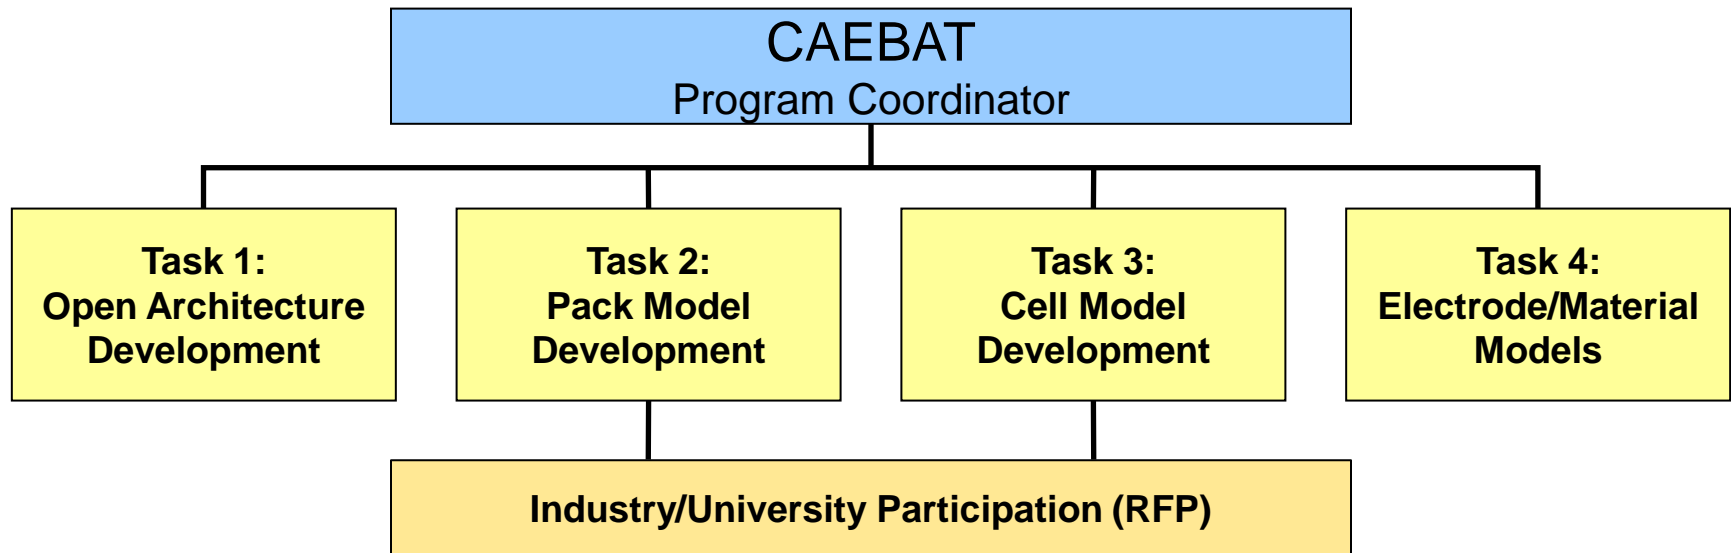 CAEBAT
Program Coordinator
Task 1:
Open Architecture
Development
Task 2:
Pack Model
Development
Task 3:
Cell Model
Development
Task 4:
Electrode/Material
Models
Industry/University Participation (RFP)